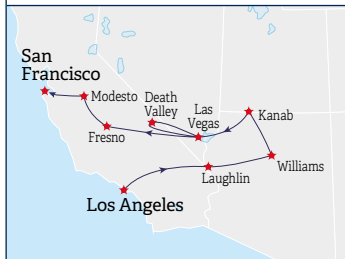 San
Francisco
Modesto
Death
Valley
Las
Vegas
Kanab
Fresno
Williams
Laughlin
Los Angeles